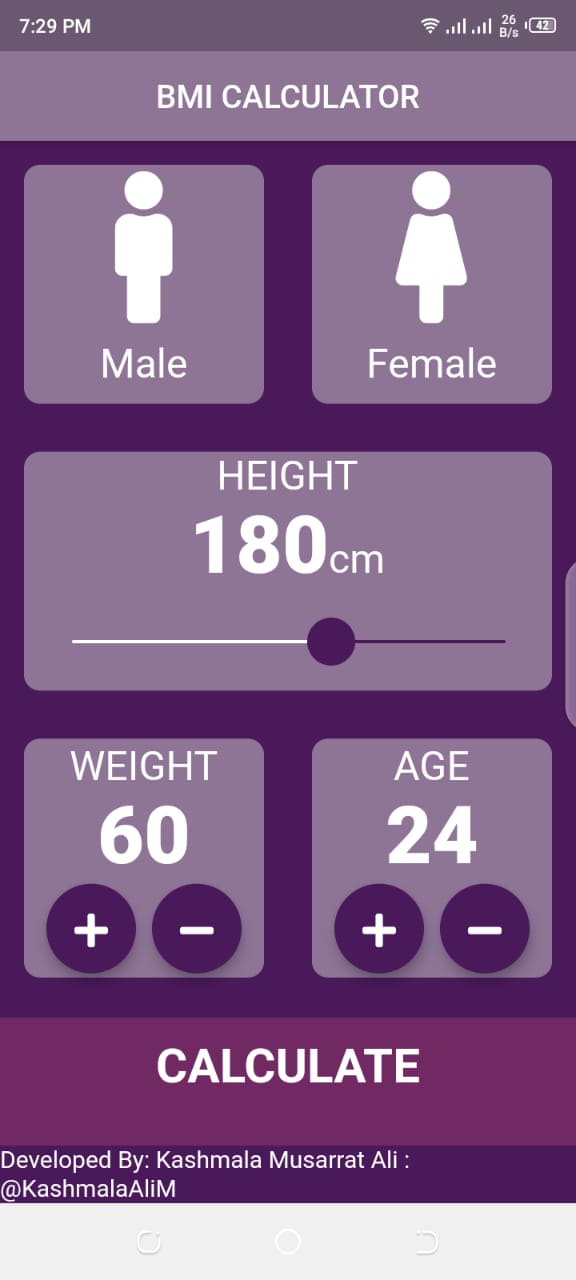 7:29 PM
26
B/s
42
BMI CALCULATOR
Male
Female
HEIGHT
180cm
WEIGHT
60
AGE
24
CALCULATE
Developed By: Kashmala Musarrat Ali :
@KashmalaAliM